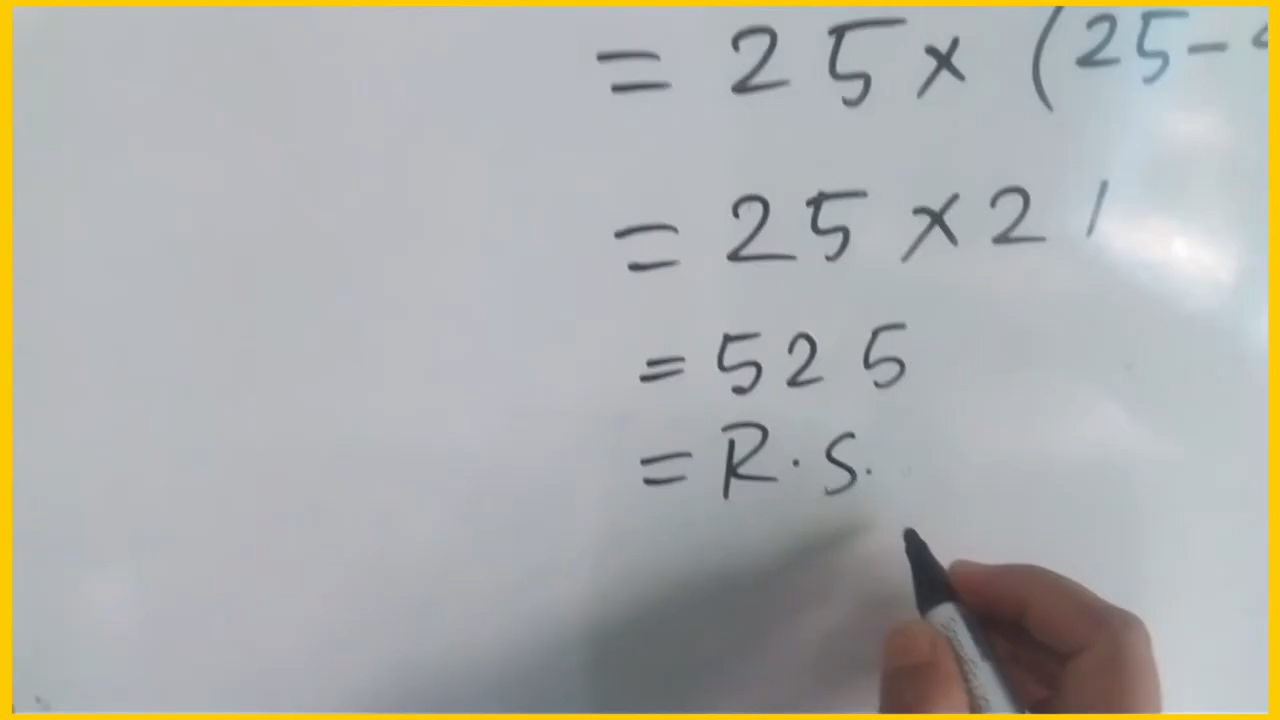 = 25 × (25 –
= 25 × 21
= 525
= R.S.